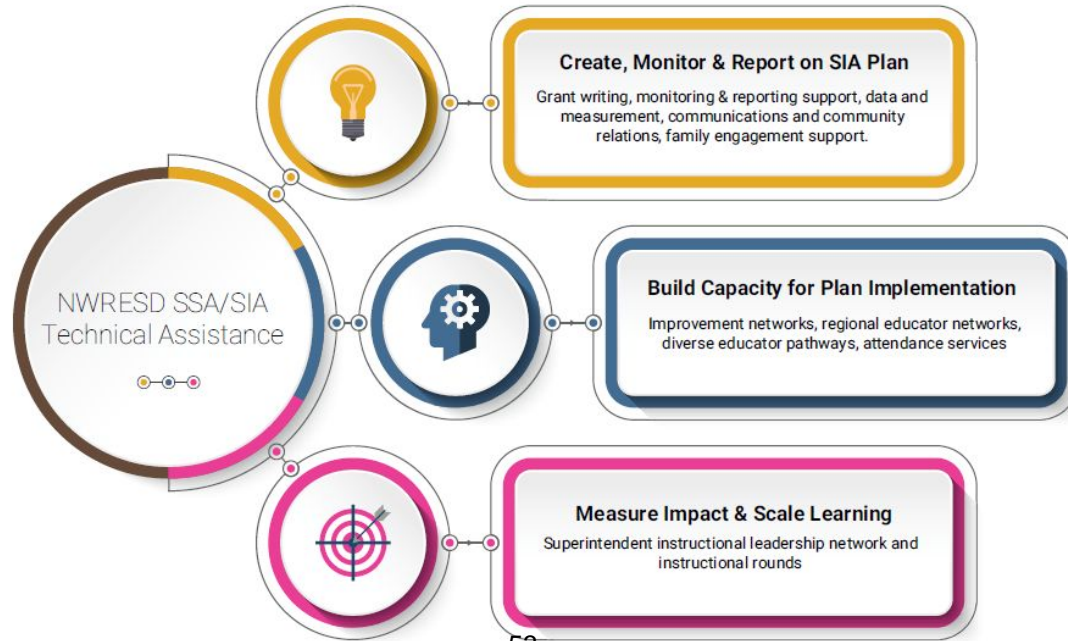 Create, Monitor & Report on SIA Plan
Grant writing, monitoring & reporting support, data and
measurement, communications and community
relations, family engagement support.
NWRESD SSA/SIA
Technical Assistance
Build Capacity for Plan Implementation
Improvement networks, regional educator networks,
diverse educator pathways, attendance services
Measure Impact & Scale Learning
Superintendent instructional leadership network and
instructional rounds